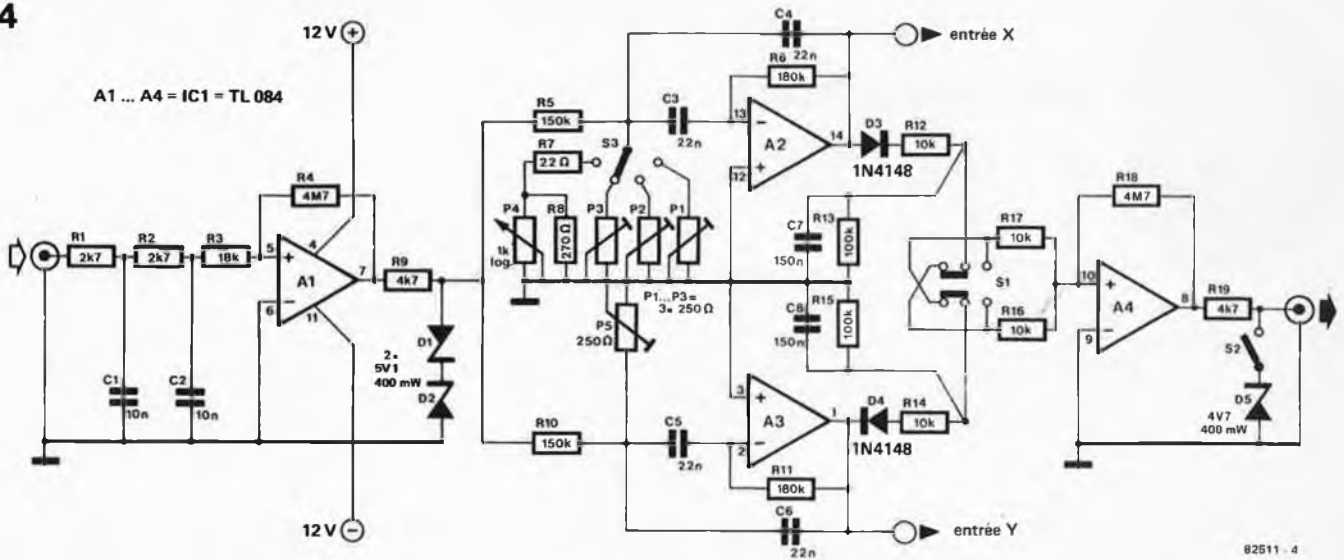 4
12 V +
A1 ... A4 = IC1 = TL 084
R1
2k7
R2
2k7
R3
18k
C1
10n
C2
10n
R4
4M7
5
+
6
−
4
11
A1
7
R9
4k7
D1
2×
5V1
400 mW
D2
12 V −
R5
150k
R7
22 Ω
S3
P4
1k
log.
R8
270Ω
P3
P2
P1
P1...P3=
3× 250 Ω
P5
250Ω
R10
150k
C3
22n
C4
22n
R6
180k
13
−
12
+
A2
14
entrée X
D3
1N4148
R12
10k
C7
150n
R13
100k
C8
150n
R15
100k
3
+
2
−
A3
1
D4
1N4148
R14
10k
C5
22n
R11
180k
C6
22n
entrée Y
S1
R17
10k
R16
10k
R18
4M7
10
+
9
−
A4
8
R19
4k7
S2
D5
4V7
400 mW
82511 - 4